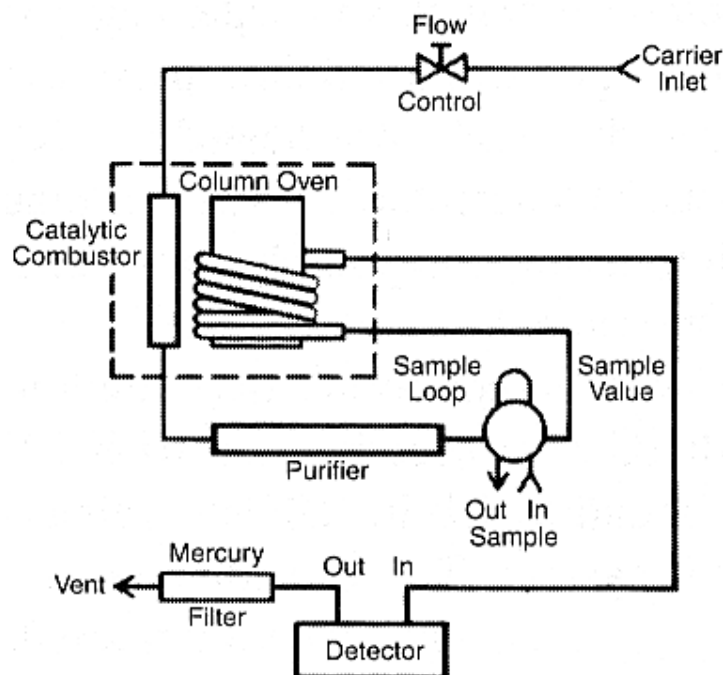 Flow
Control
Carrier
Inlet
Column Oven
Catalytic
Combustor
Sample
Loop
Sample
Value
Purifier
Out In
Sample
Mercury
Filter
Out In
Vent
Detector